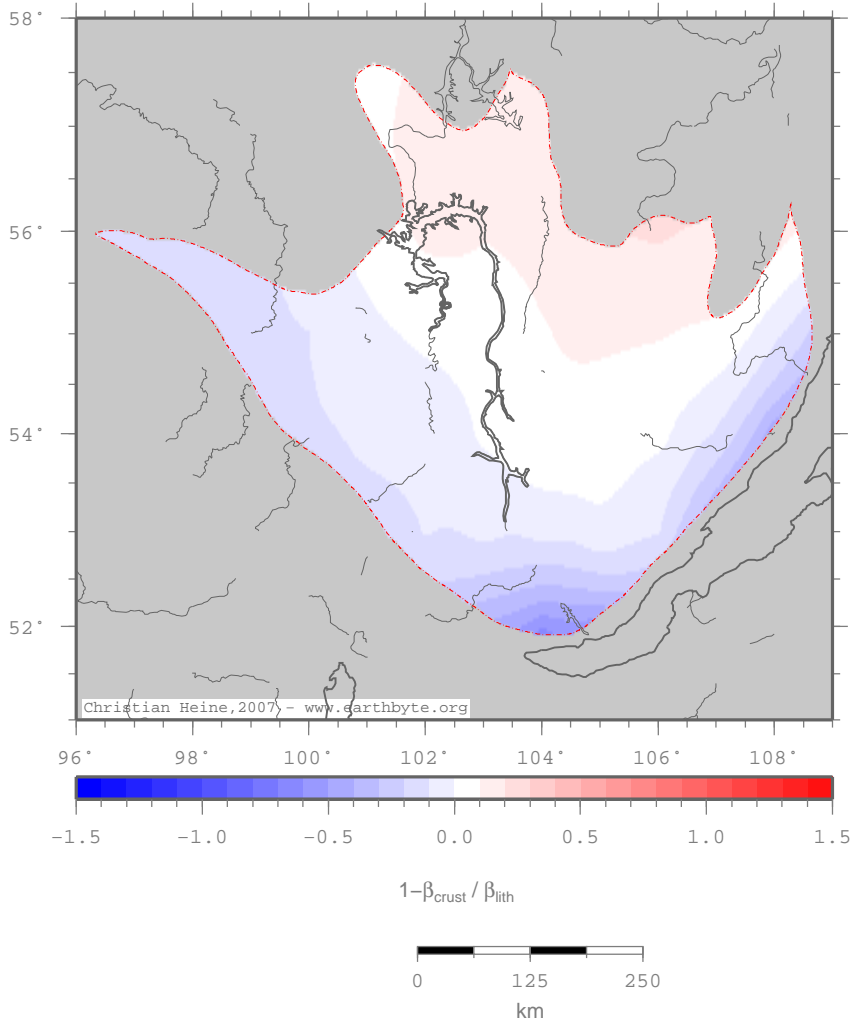 58°
56°
54°
52°
Christian Heine,2007 - www.earthbyte.org
96° 98° 100° 102° 104° 106° 108°
−1.5 −1.0 −0.5 0.0 0.5 1.0 1.5
1−βcrust / βlith
0 125 250
km